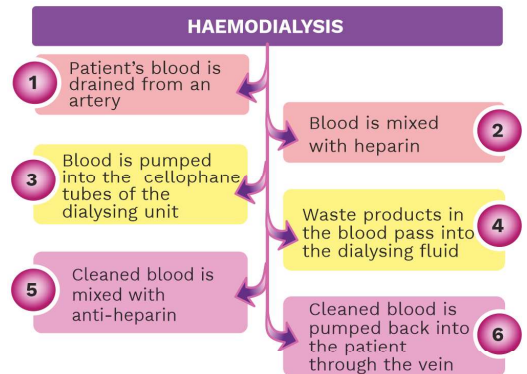 HAEMODIALYSIS
1
Patient's blood is
drained from an
artery
2
Blood is mixed
with heparin
3
Blood is pumped
into the cellophane
tubes of the
dialysing unit
4
Waste products in
the blood pass into
the dialysing fluid
5
Cleaned blood is
mixed with
anti-heparin
6
Cleaned blood is
pumped back into
the patient
through the vein